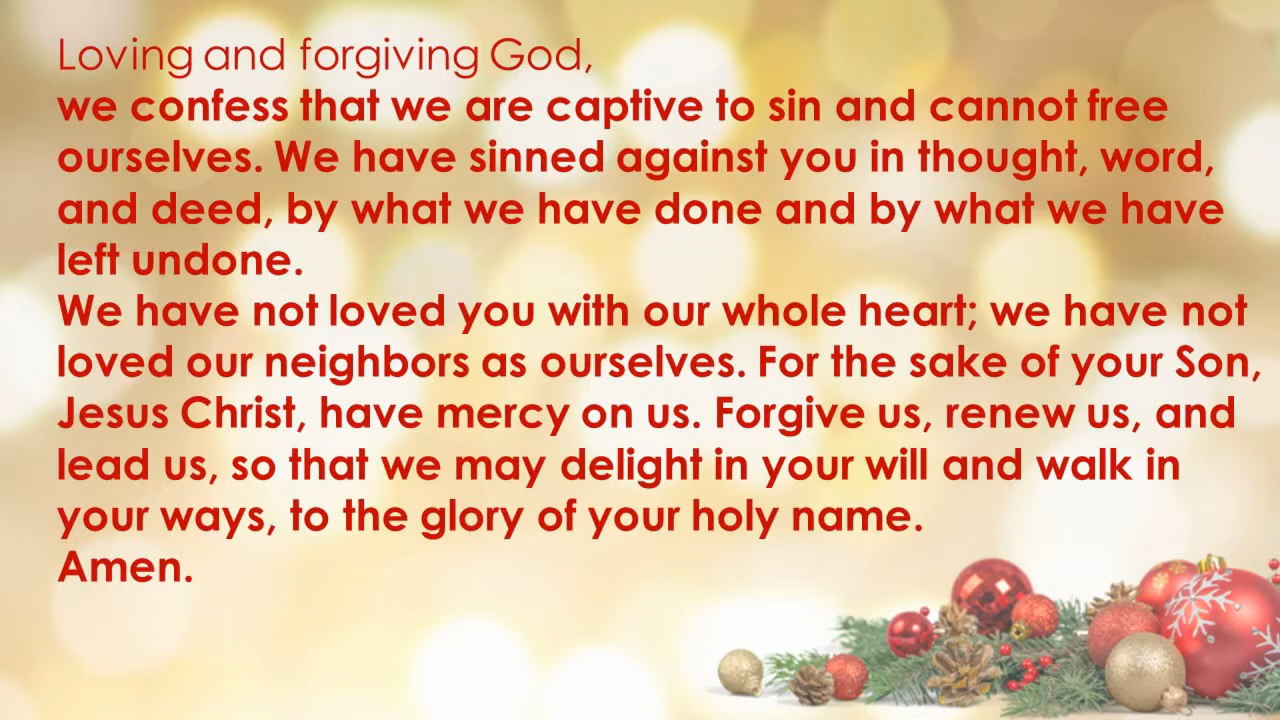 Loving and forgiving God,
we confess that we are captive to sin and cannot free
ourselves. We have sinned against you in thought, word,
and deed, by what we have done and by what we have
left undone.
We have not loved you with our whole heart; we have not
loved our neighbors as ourselves. For the sake of your Son,
Jesus Christ, have mercy on us. Forgive us, renew us, and
lead us, so that we may delight in your will and walk in
your ways, to the glory of your holy name.
Amen.